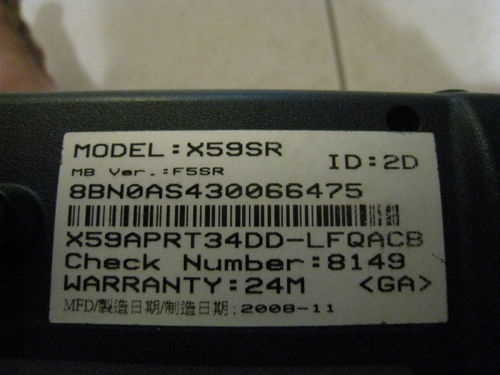 MODEL:X59SR
ID:2D
MB Ver.:F5SR
8BN0AS430066475
X59APRT34DD-LFQACB
Check Number:8149
WARRANTY:24M <GA>
MFD/製造日期/制造日期:2008-11